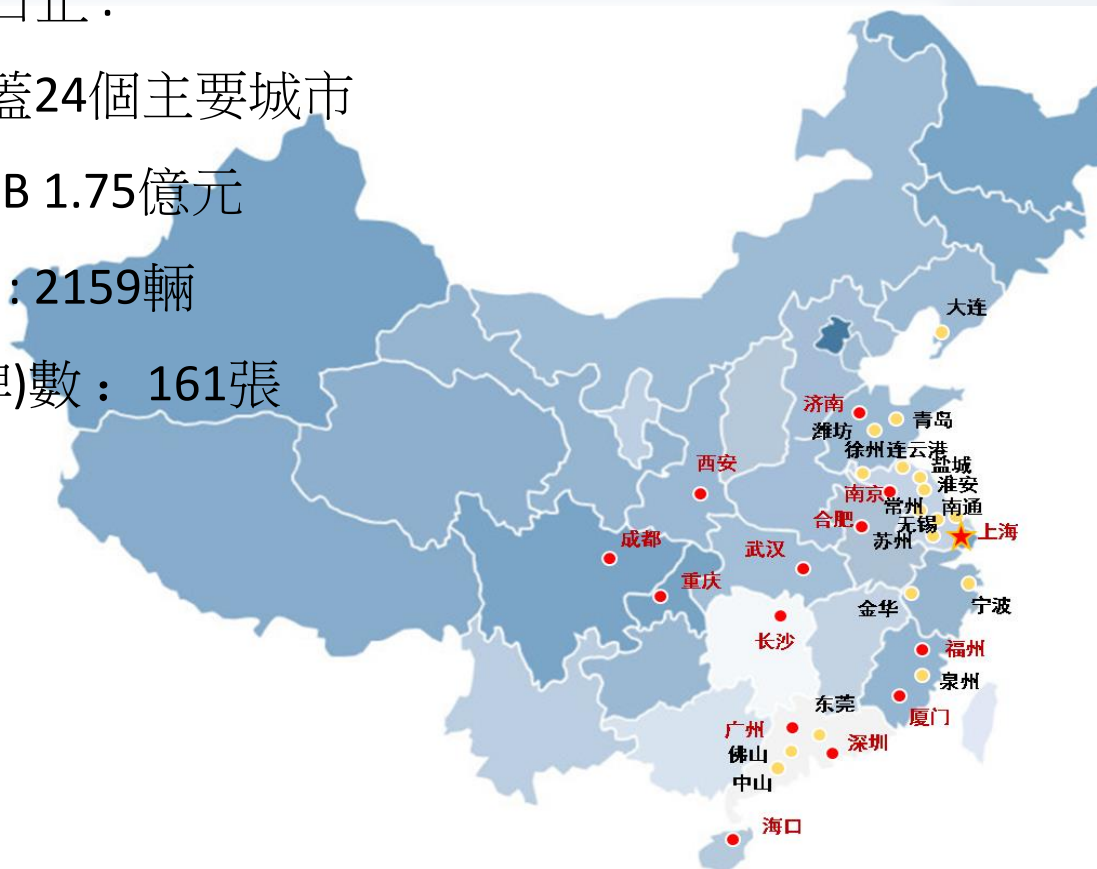 日止：
蓋24個主要城市
B 1.75億元
：2159輛
牌)數： 161張
大连
济南
青岛
潍坊
徐州
连云港
盐城
西安
淮安
南京
常州
南通
合肥
无锡
上海
苏州
成都
武汉
重庆
金华
宁波
长沙
福州
泉州
东莞
厦门
广州
深圳
佛山
中山
海口